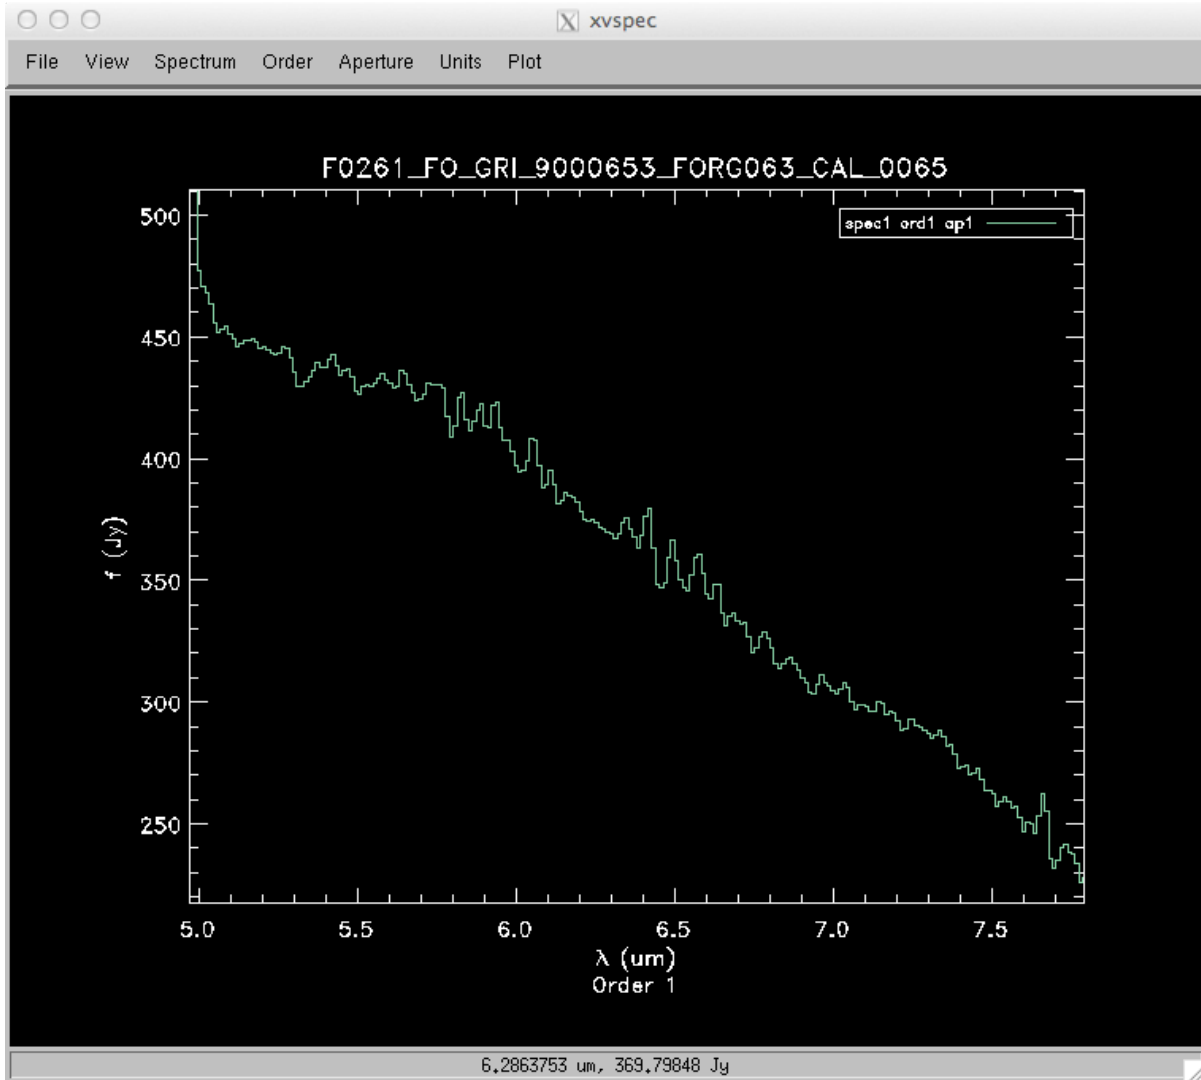 xvspec
File View Spectrum Order Aperture Units Plot
F0261_FO_GRI_9000653_FORG063_CAL_0065
spec1 ord1 ap1
500
450
400
350
300
250
f (Jy)
5.0 5.5 6.0 6.5 7.0 7.5
λ (um)
Order 1
6.2863753 um, 369.79848 Jy